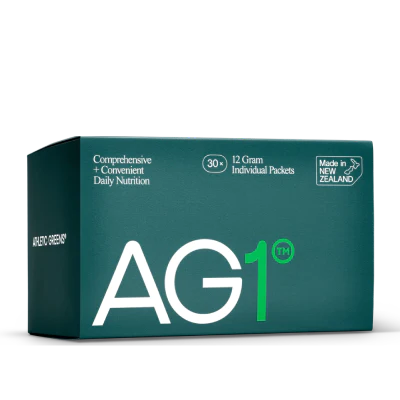 Comprehensive
+ Convenient
Daily Nutrition
30×
12 Gram
Individual Packets
Made in
NEW
ZEALAND
ATHLETIC GREENS®
AG1™